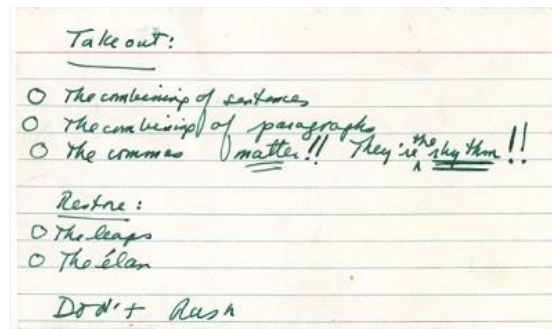 Take out:
O The combining of sentences
O The combining of paragraphs
O The commas matter!! They're the rhythm!!
Restore:
O The leaps
O The élan
Don't Rush